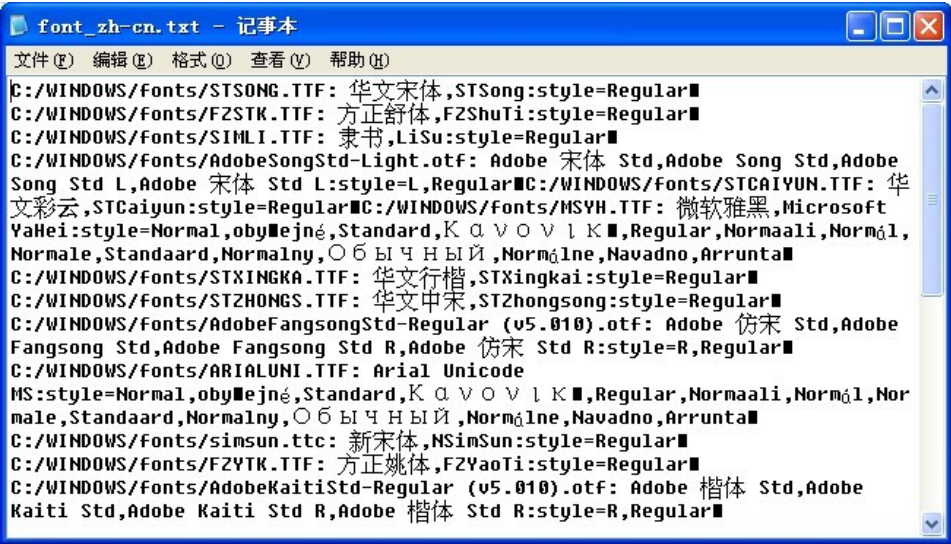 font_zh-cn.txt - 记事本
文件(F) 编辑(E) 格式(O) 查看(V) 帮助(H)
C:/WINDOWS/fonts/STSONG.TTF: 华文宋体,STSong:style=Regular■
C:/WINDOWS/fonts/FZSTK.TTF: 方正舒体,FZShuTi:style=Regular■
C:/WINDOWS/fonts/SIMLI.TTF: 隶书,LiSu:style=Regular■
C:/WINDOWS/fonts/AdobeSongStd-Light.otf: Adobe 宋体 Std,Adobe Song Std,Adobe
Song Std L,Adobe 宋体 Std L:style=L,Regular■C:/WINDOWS/fonts/STCAIYUN.TTF: 华
文彩云,STCaiyun:style=Regular■C:/WINDOWS/fonts/MSYH.TTF: 微软雅黑,Microsoft
YaHei:style=Normal,oby■ejné,Standard,Κανονικ■,Regular,Normaali,Normál,
Normale,Standaard,Normalny,Обычный,Normálne,Navadno,Arrunta■
C:/WINDOWS/fonts/STXINGKA.TTF: 华文行楷,STXingkai:style=Regular■
C:/WINDOWS/fonts/STZHONGS.TTF: 华文中宋,STZhongsong:style=Regular■
C:/WINDOWS/fonts/AdobeFangsongStd-Regular (v5.010).otf: Adobe 仿宋 Std,Adobe
Fangsong Std,Adobe Fangsong Std R,Adobe 仿宋 Std R:style=R,Regular■
C:/WINDOWS/fonts/ARIALUNI.TTF: Arial Unicode
MS:style=Normal,oby■ejné,Standard,Κανονικ■,Regular,Normaali,Normál,Nor
male,Standaard,Normalny,Обычный,Normálne,Navadno,Arrunta■
C:/WINDOWS/fonts/simsun.ttc: 新宋体,NSimSun:style=Regular■
C:/WINDOWS/fonts/FZYTK.TTF: 方正姚体,FZYaoTi:style=Regular■
C:/WINDOWS/fonts/AdobeKaitiStd-Regular (v5.010).otf: Adobe 楷体 Std,Adobe
Kaiti Std,Adobe Kaiti Std R,Adobe 楷体 Std R:style=R,Regular■